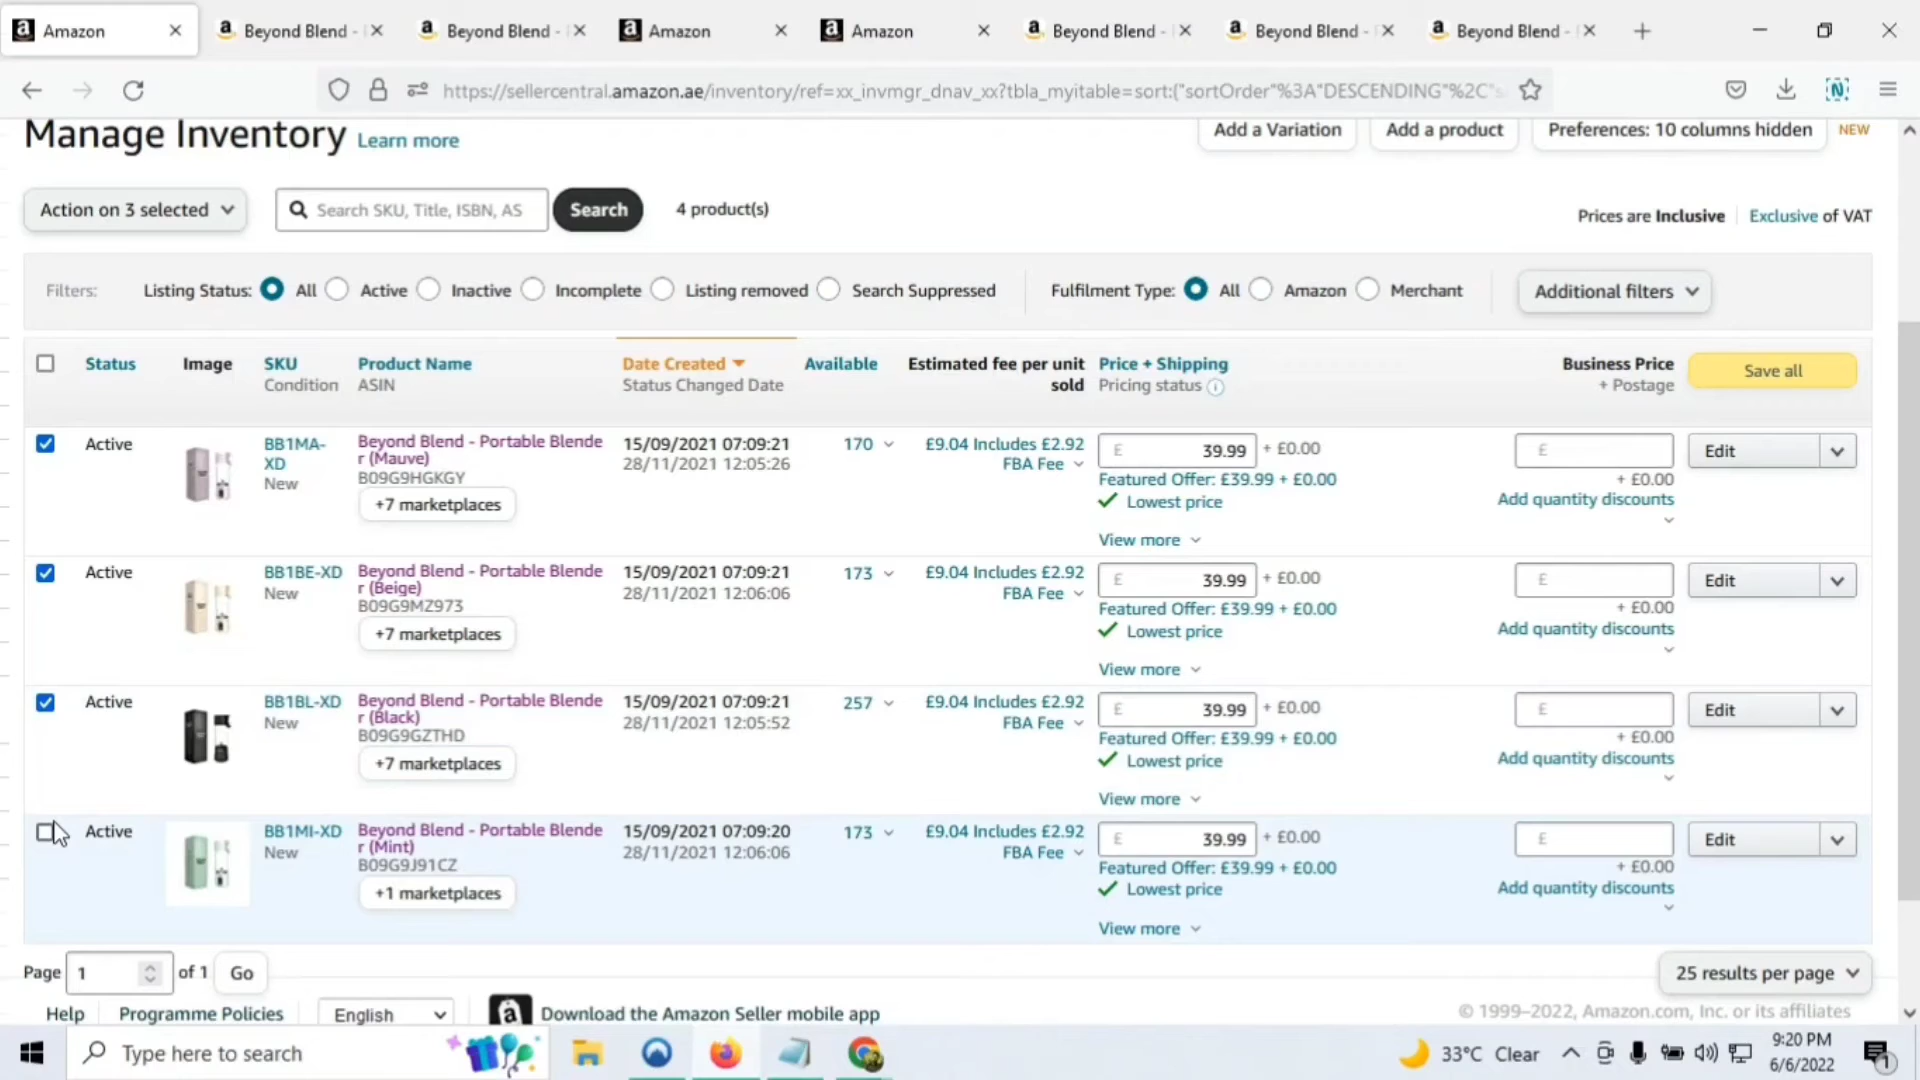 Amazon
Beyond Blend -
Beyond Blend -
Amazon
Amazon
Beyond Blend -
Beyond Blend -
Beyond Blend -
https://sellercentral.amazon.ae/inventory/ref=xx_invmgr_dnav_xx?tbla_myitable=sort:{"sortOrder"%3A"DESCENDING"%2C"s
Manage Inventory Learn more
Add a Variation Add a product Preferences: 10 columns hidden NEW
Action on 3 selected Search SKU, Title, ISBN, AS Search 4 product(s)
Prices are Inclusive | Exclusive of VAT
Filters: Listing Status: All Active Inactive Incomplete Listing removed Search Suppressed Fulfilment Type: All Amazon Merchant Additional filters
Status Image SKU Product Name Date Created Available Estimated fee per unit Price + Shipping Business Price Save all
Condition ASIN Status Changed Date sold Pricing status + Postage
Active BB1MA- Beyond Blend - Portable Blende 15/09/2021 07:09:21 170 £9.04 Includes £2.92 £ 39.99 + £0.00 £ Edit
XD r (Mauve) 28/11/2021 12:05:26 FBA Fee
New B09G9HGKGY Featured Offer: £39.99 + £0.00 + £0.00
+7 marketplaces Lowest price Add quantity discounts
View more
Active BB1BE-XD Beyond Blend - Portable Blende 15/09/2021 07:09:21 173 £9.04 Includes £2.92 £ 39.99 + £0.00 £ Edit
New r (Beige) 28/11/2021 12:06:06 FBA Fee
B09G9MZ973 Featured Offer: £39.99 + £0.00 + £0.00
+7 marketplaces Lowest price Add quantity discounts
View more
Active BB1BL-XD Beyond Blend - Portable Blende 15/09/2021 07:09:21 257 £9.04 Includes £2.92 £ 39.99 + £0.00 £ Edit
New r (Black) 28/11/2021 12:05:52 FBA Fee
B09G9GZTHD Featured Offer: £39.99 + £0.00 + £0.00
+7 marketplaces Lowest price Add quantity discounts
View more
Active BB1MI-XD Beyond Blend - Portable Blende 15/09/2021 07:09:20 173 £9.04 Includes £2.92 £ 39.99 + £0.00 £ Edit
New r (Mint) 28/11/2021 12:06:06 FBA Fee
B09G9J91CZ Featured Offer: £39.99 + £0.00 + £0.00
+1 marketplaces Lowest price Add quantity discounts
View more
Page 1 of 1 Go 25 results per page
Help Programme Policies English Download the Amazon Seller mobile app © 1999–2022, Amazon.com, Inc. or its affiliates
Type here to search 33°C Clear 9:20 PM
6/6/2022 1